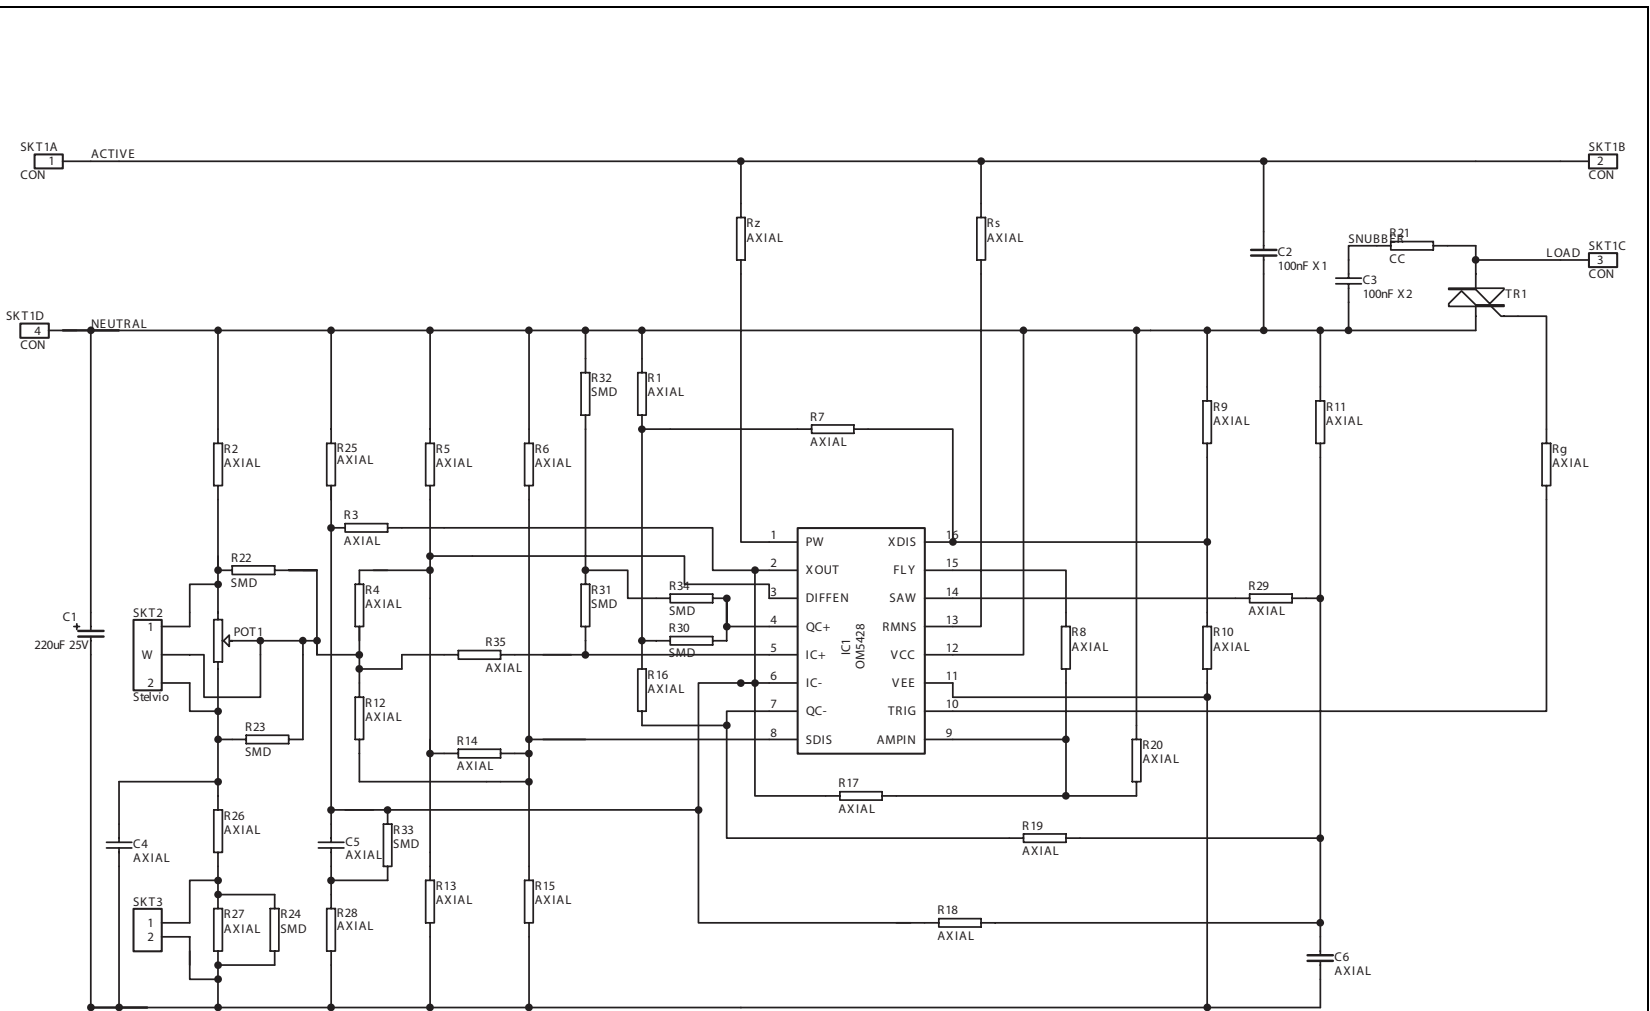 SKT1A
1
CON
ACTIVE
SKT1B
2
CON
Rz
AXIAL
Rs
AXIAL
C2
100nF X1
SNUBBER
R21
CC
C3
100nF X2
LOAD
SKT1C
3
CON
TR1
SKT1D
4
CON
NEUTRAL
R32
SMD
R1
AXIAL
R7
AXIAL
R9
AXIAL
R11
AXIAL
R2
AXIAL
R25
AXIAL
R5
AXIAL
R6
AXIAL
Rg
AXIAL
R3
AXIAL
R22
SMD
R4
AXIAL
R31
SMD
R34
SMD
R30
SMD
R29
AXIAL
C1
+
220uF 25V
SKT2
1
W
2
Stelvio
POT1
R35
AXIAL
R16
AXIAL
R8
AXIAL
R10
AXIAL
1 PW XDIS 16
2 XOUT FLY 15
3 DIFFEN SAW 14
4 QC+ RMNS 13
5 IC+ VCC 12
6 IC- VEE 11
7 QC- TRIG 10
8 SDIS AMPIN 9
IC1
OM5428
R12
AXIAL
R23
SMD
R14
AXIAL
R20
AXIAL
R17
AXIAL
R26
AXIAL
C4
AXIAL
C5
AXIAL
R33
SMD
R19
AXIAL
R13
AXIAL
R15
AXIAL
SKT3
1
2
R27
AXIAL
R24
SMD
R28
AXIAL
R18
AXIAL
C6
AXIAL